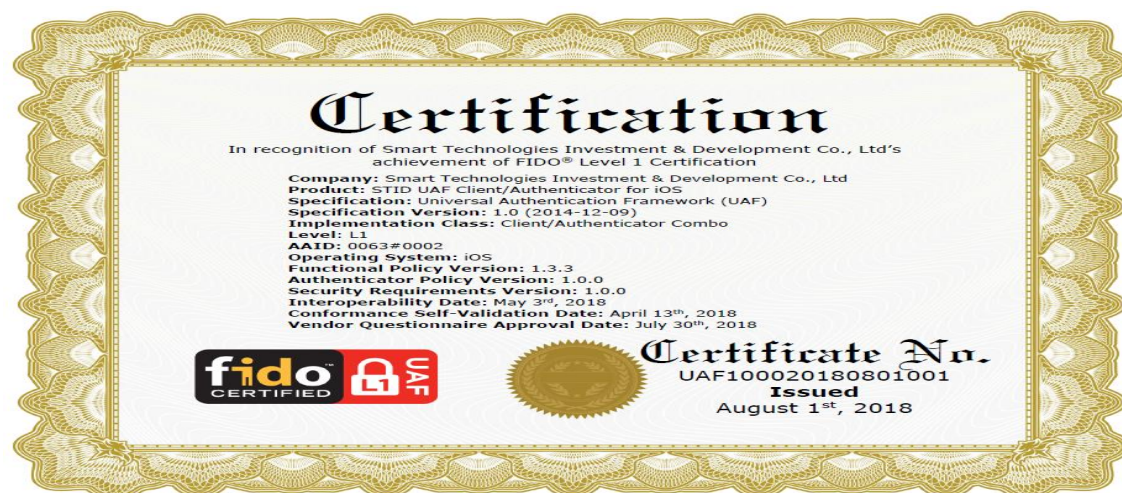 Certification
In recognition of Smart Technologies Investment & Development Co., Ltd's
achievement of FIDO® Level 1 Certification
Company: Smart Technologies Investment & Development Co., Ltd
Product: STID UAF Client/Authenticator for iOS
Specification: Universal Authentication Framework (UAF)
Specification Version: 1.0 (2014-12-09)
Implementation Class: Client/Authenticator Combo
Level: L1
AAID: 0063#0002
Operating System: iOS
Functional Policy Version: 1.3.3
Authenticator Policy Version: 1.0.0
Security Requirements Version: 1.0.0
Interoperability Date: May 3rd, 2018
Conformance Self-Validation Date: April 13th, 2018
Vendor Questionnaire Approval Date: July 30th, 2018
fido™
CERTIFIED
L1
UAF
Certificate No.
UAF100020180801001
Issued
August 1st, 2018